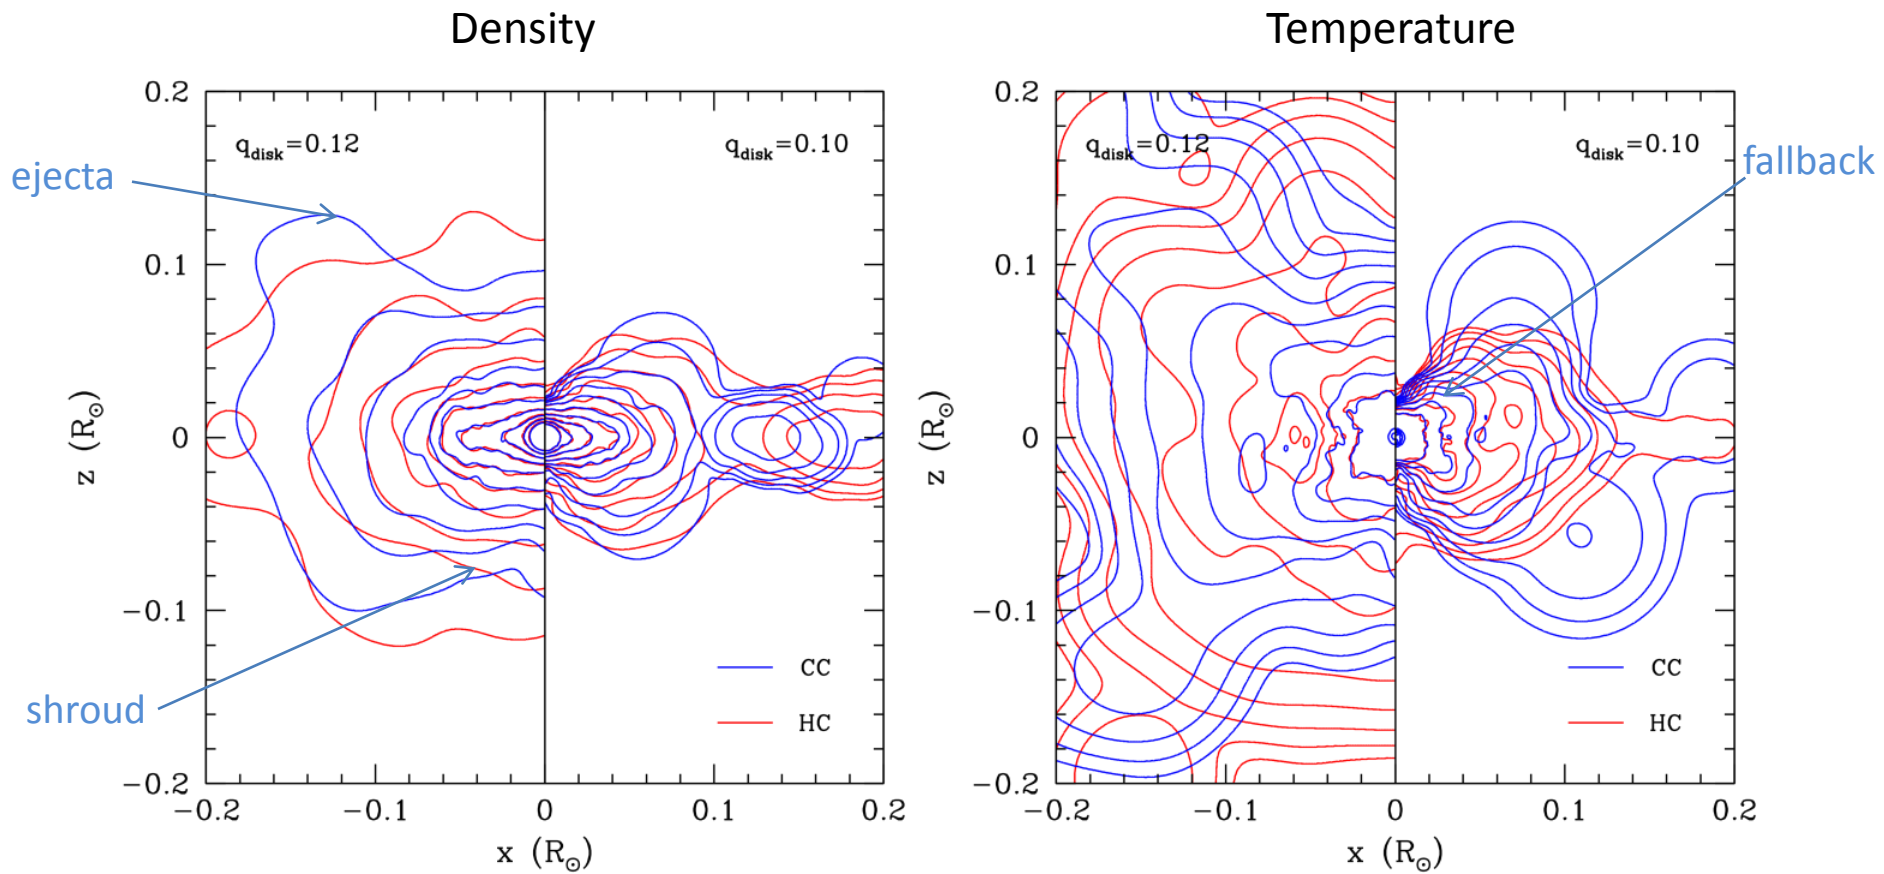 Density
Temperature
0.2
0.1
0
−0.1
−0.2
z (R☉)
q_disk=0.12
q_disk=0.10
ejecta
shroud
CC
HC
−0.2
−0.1
0
0.1
0.2
x (R☉)
0.2
0.1
0
−0.1
−0.2
z (R☉)
q_disk=0.12
q_disk=0.10
fallback
CC
HC
−0.2
−0.1
0
0.1
0.2
x (R☉)